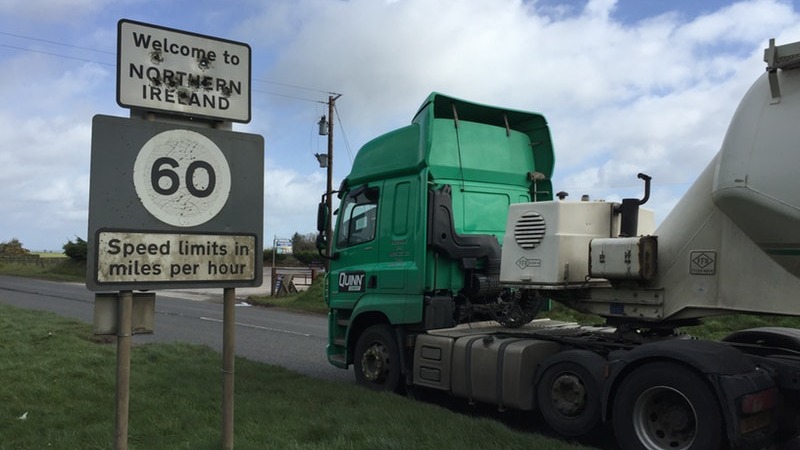 Welcome to
NORTHERN
IRELAND
60
Speed limits in
miles per hour
QUINN